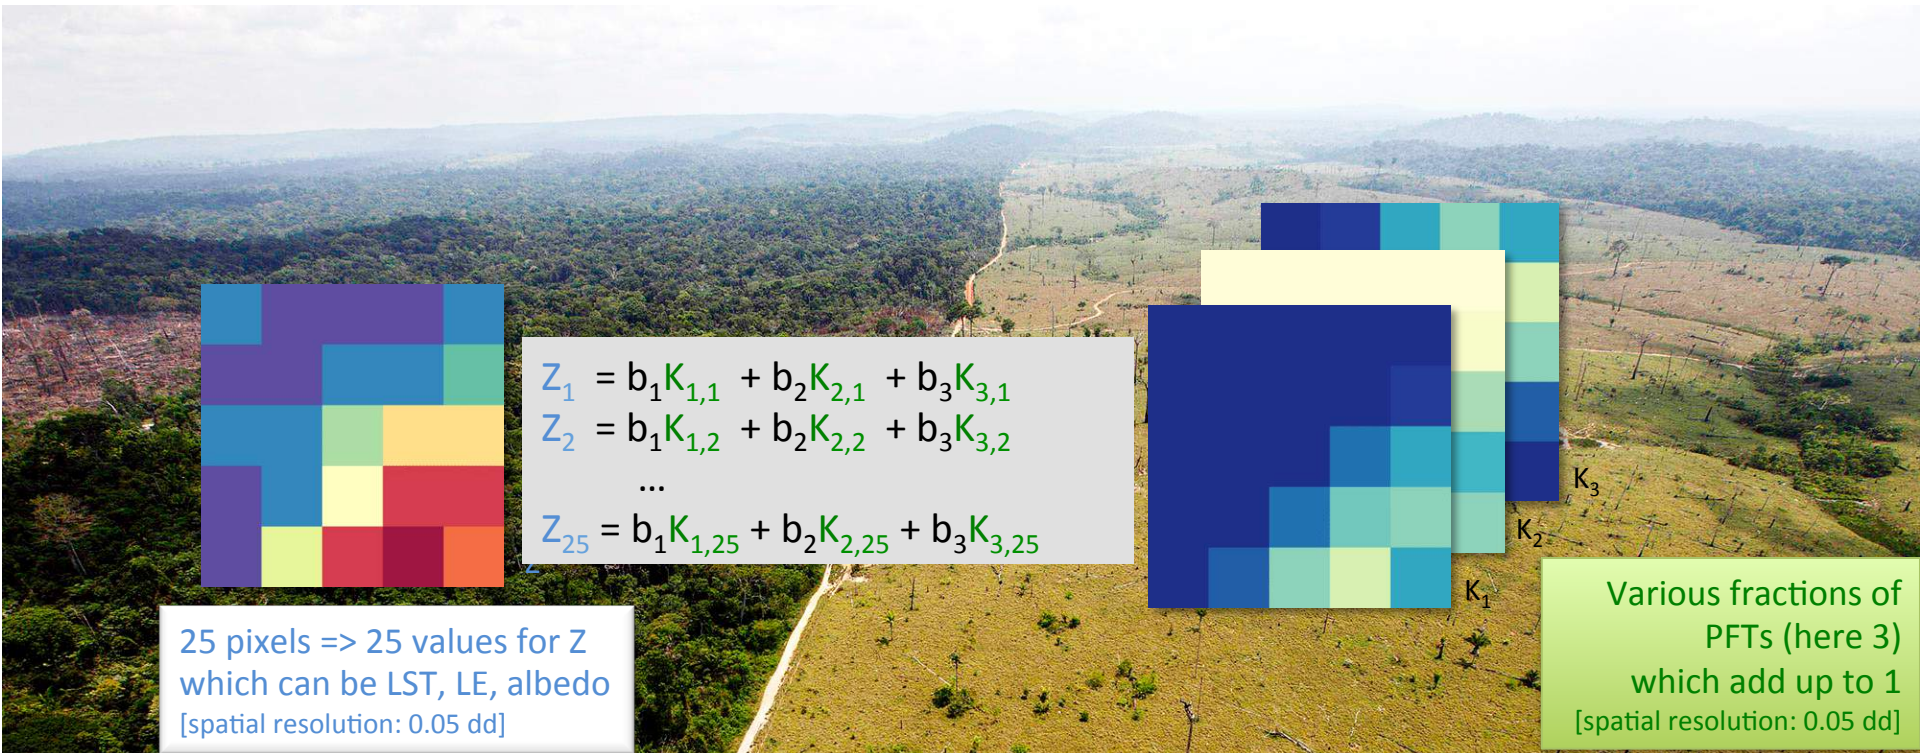 Z
25 pixels => 25 values for Z
which can be LST, LE, albedo
[spatial resolution: 0.05 dd]
Z₁ = b₁K₁,₁ + b₂K₂,₁ + b₃K₃,₁
Z₂ = b₁K₁,₂ + b₂K₂,₂ + b₃K₃,₂
...
Z₂₅ = b₁K₁,₂₅ + b₂K₂,₂₅ + b₃K₃,₂₅
K₃
K₂
K₁
Various fractions of
PFTs (here 3)
which add up to 1
[spatial resolution: 0.05 dd]